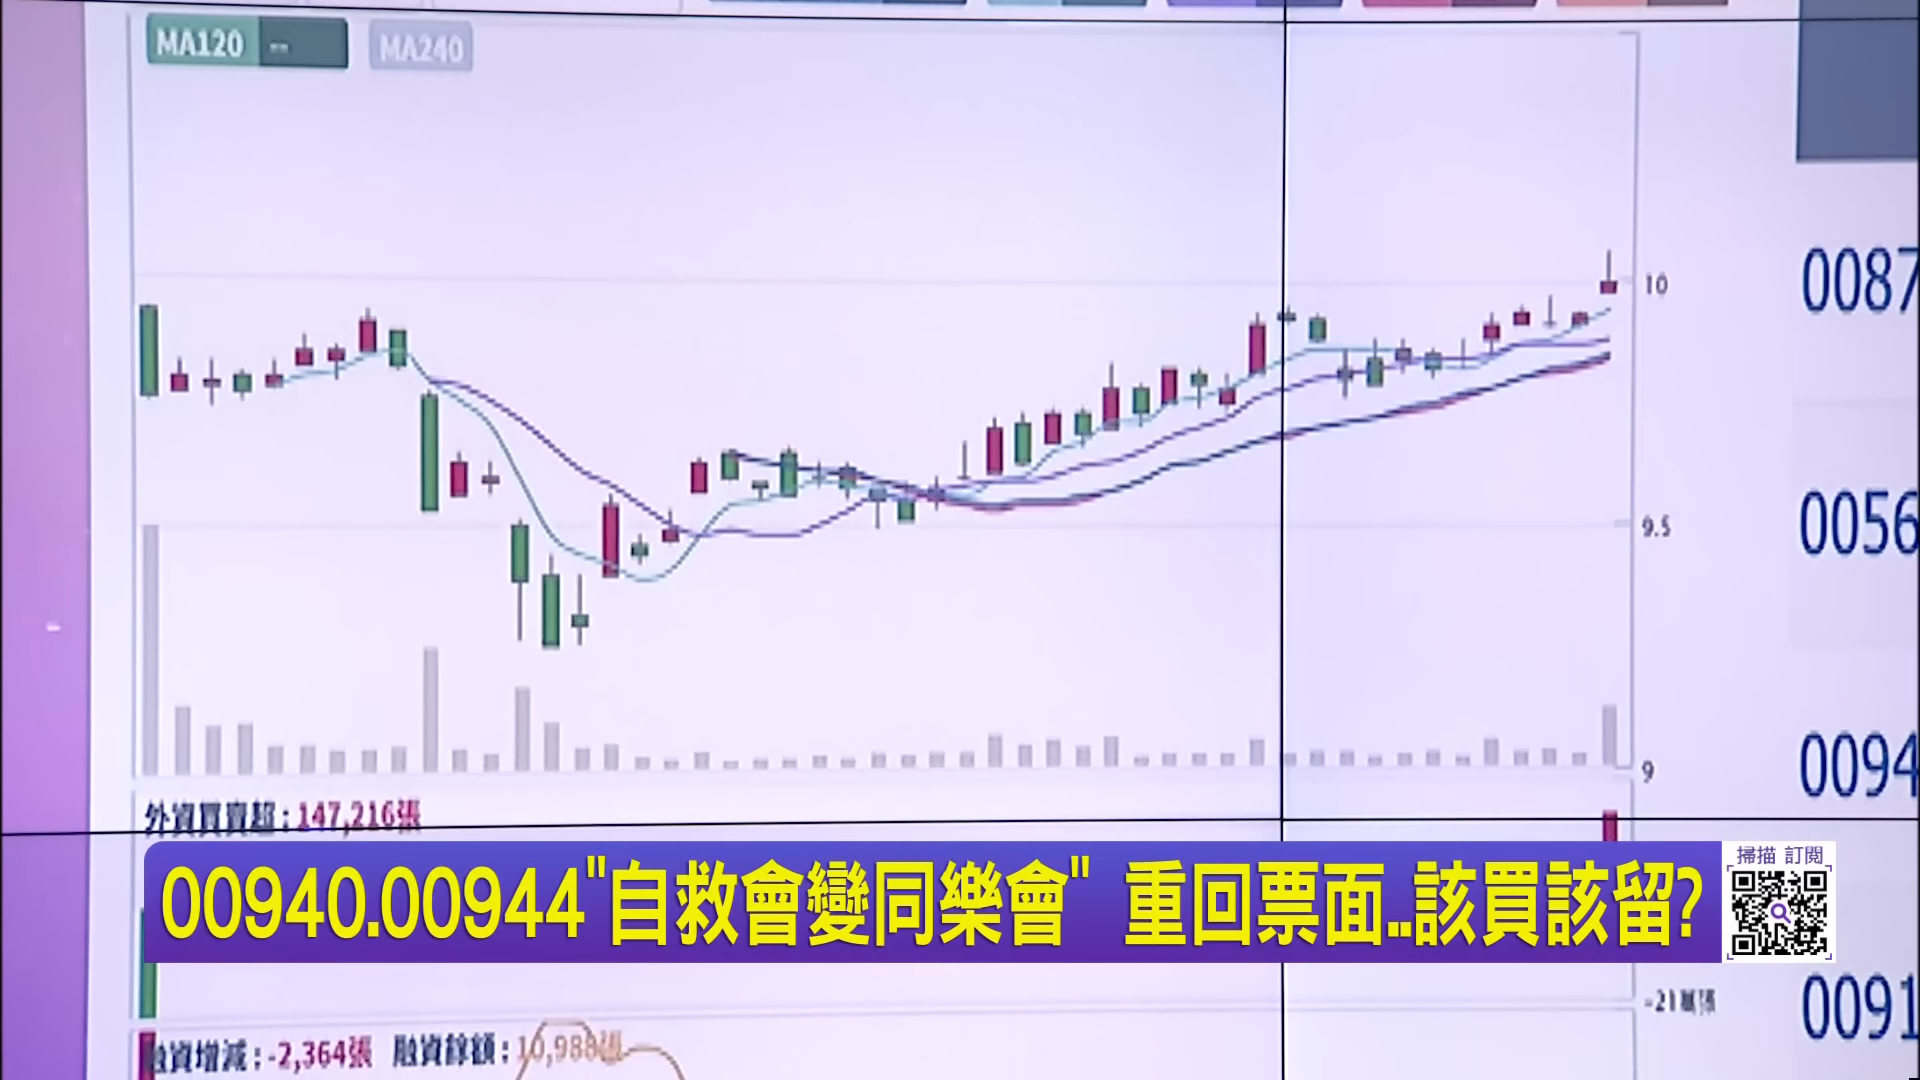 MA120 --
MA240
10
0087
9.5
0056
9
0094
外資買賣超:147,216張
掃描 訂閱
00940.00944"自救會變同樂會" 重回票面..該買該留?
-21萬張
0091
融資增減:-2,364張 融資餘額:10,988張